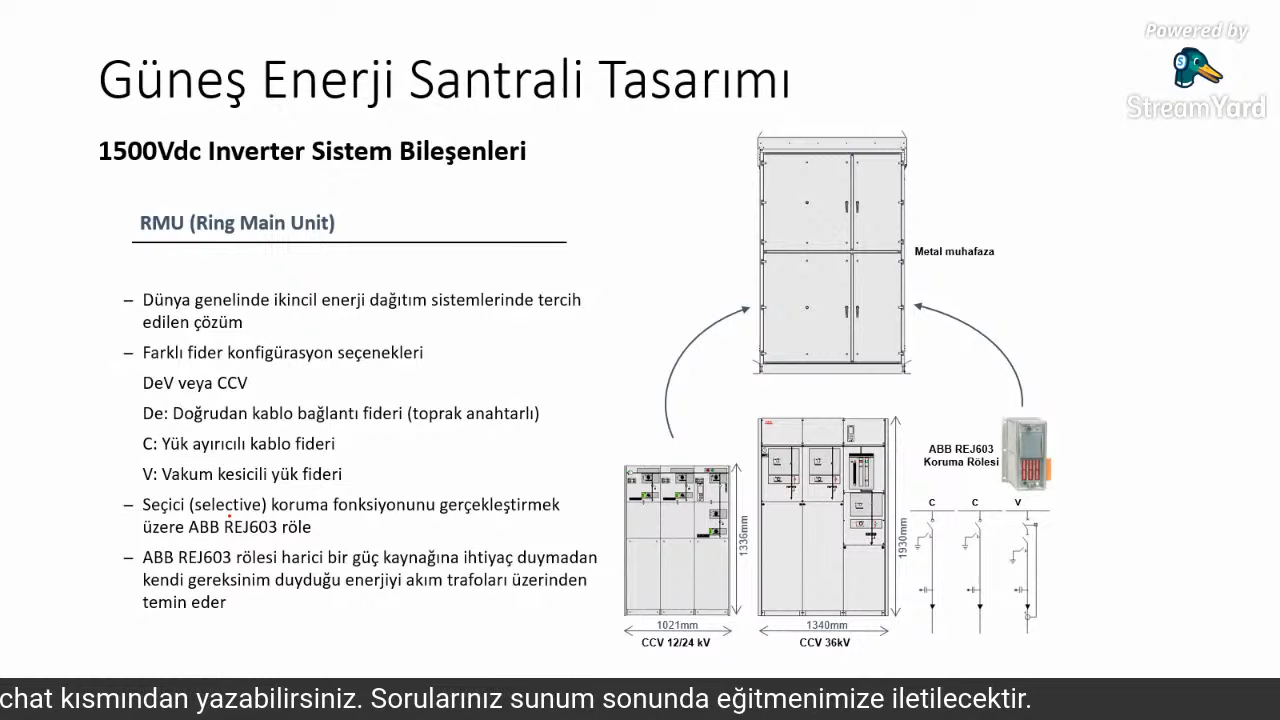 Powered by
StreamYard
Güneş Enerji Santrali Tasarımı
1500Vdc Inverter Sistem Bileşenleri
RMU (Ring Main Unit)
– Dünya genelinde ikincil enerji dağıtım sistemlerinde tercih
edilen çözüm
– Farklı fider konfigürasyon seçenekleri
DeV veya CCV
De: Doğrudan kablo bağlantı fideri (toprak anahtarlı)
C: Yük ayırıcılı kablo fideri
V: Vakum kesicili yük fideri
– Seçici (selective) koruma fonksiyonunu gerçekleştirmek
üzere ABB REJ603 röle
– ABB REJ603 rölesi harici bir güç kaynağına ihtiyaç duymadan
kendi gereksinim duyduğu enerjiyi akım trafoları üzerinden
temin eder
Metal muhafaza
ABB REJ603
Koruma Rölesi
C C V
1336mm
1930mm
1021mm
CCV 12/24 kV
1340mm
CCV 36kV
chat kısmından yazabilirsiniz. Sorularınız sunum sonunda eğitmenimize iletilecektir.